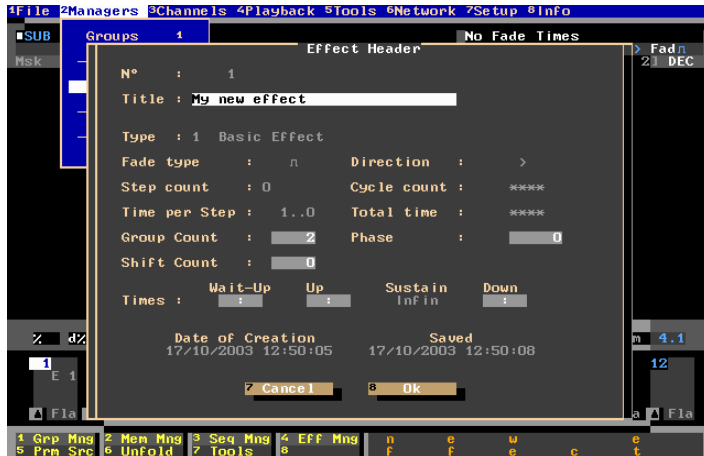 1File 2Managers 3Channels 4Playback 5Tools 6Network 7Setup 8Info
SUB Groups 1 No Fade Times
Effect Header > Fad
Msk 2] DEC
N° : 1
Title : My new effect
Type : 1 Basic Effect
Fade type : Direction : >
Step count : 0 Cycle count : ****
Time per Step : 1..0 Total time : ****
Group Count : 2 Phase : 0
Shift Count : 0
Wait-Up Up Sustain Down
Times : : : Infin :
% d% Date of Creation Saved m 4.1
17/10/2003 12:50:05 17/10/2003 12:50:08
1 12
E 1
7 Cancel 8 Ok
Fla a Fla
1 Grp Mng 2 Mem Mng 3 Seq Mng 4 Eff Mng n e w e
5 Prm Src 6 UnFold 7 Tools 8 f f e c t